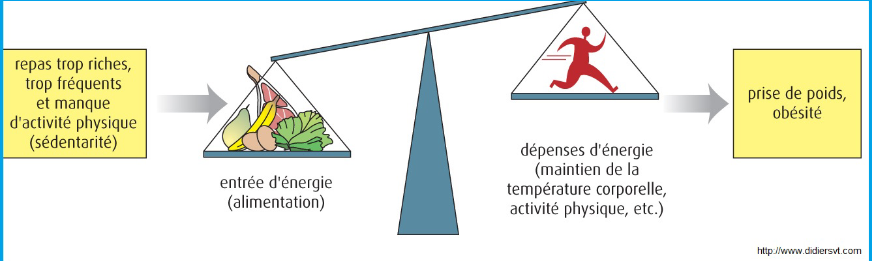 repas trop riches,
trop fréquents
et manque
d'activité physique
(sédentarité)
entrée d'énergie
(alimentation)
dépenses d'énergie
(maintien de la
température corporelle,
activité physique, etc.)
prise de poids,
obésité
http://www.didiersvt.com